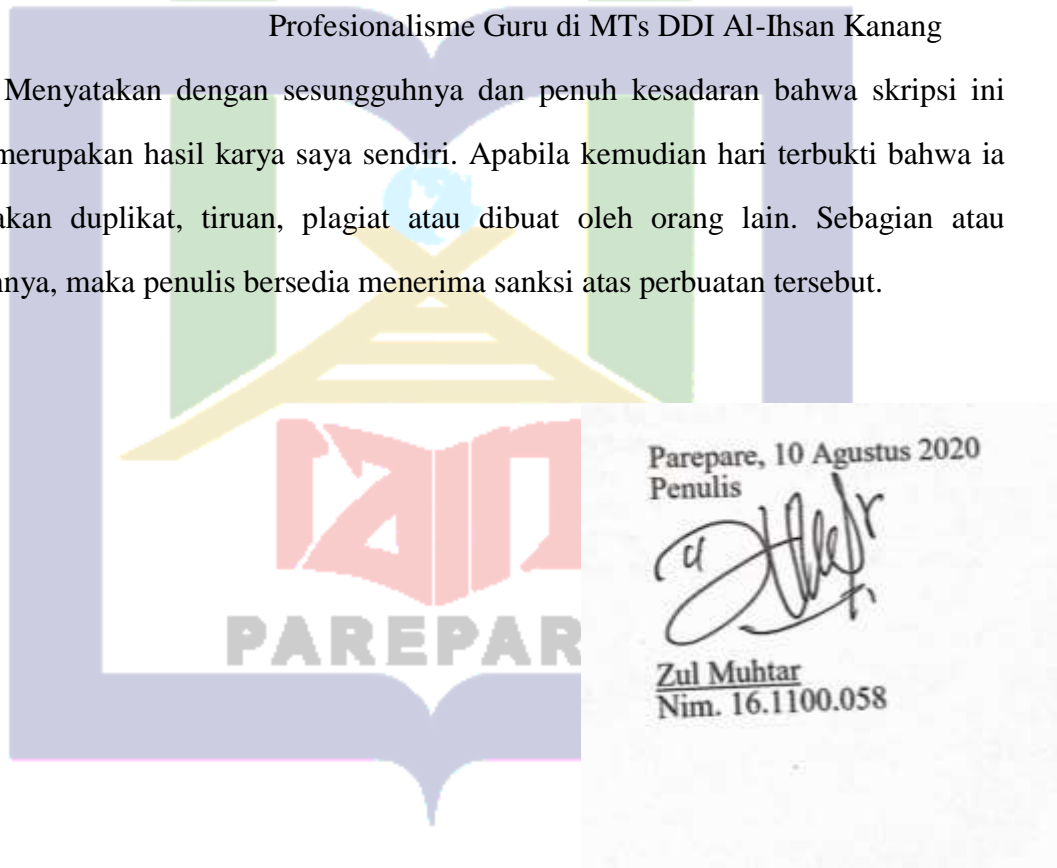 Profesionalisme Guru di MTs DDI Al-Ihsan Kanang
Menyatakan dengan sesungguhnya dan penuh kesadaran bahwa skripsi ini
merupakan hasil karya saya sendiri. Apabila kemudian hari terbukti bahwa ia
akan duplikat, tiruan, plagiat atau dibuat oleh orang lain. Sebagian atau
nya, maka penulis bersedia menerima sanksi atas perbuatan tersebut.
Parepare, 10 Agustus 2020
Penulis
IAIN
PAREPAR
Zul Muhtar
Nim. 16.1100.058